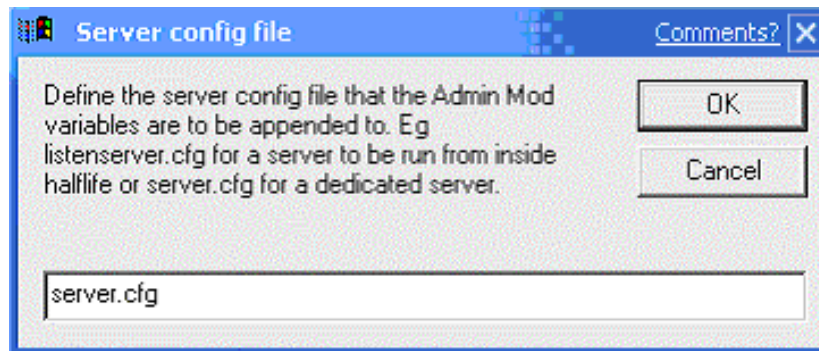 Server config file
Comments?
Define the server config file that the Admin Mod
variables are to be appended to. Eg
listenserver.cfg for a server to be run from inside
halflife or server.cfg for a dedicated server.
OK
Cancel
server.cfg